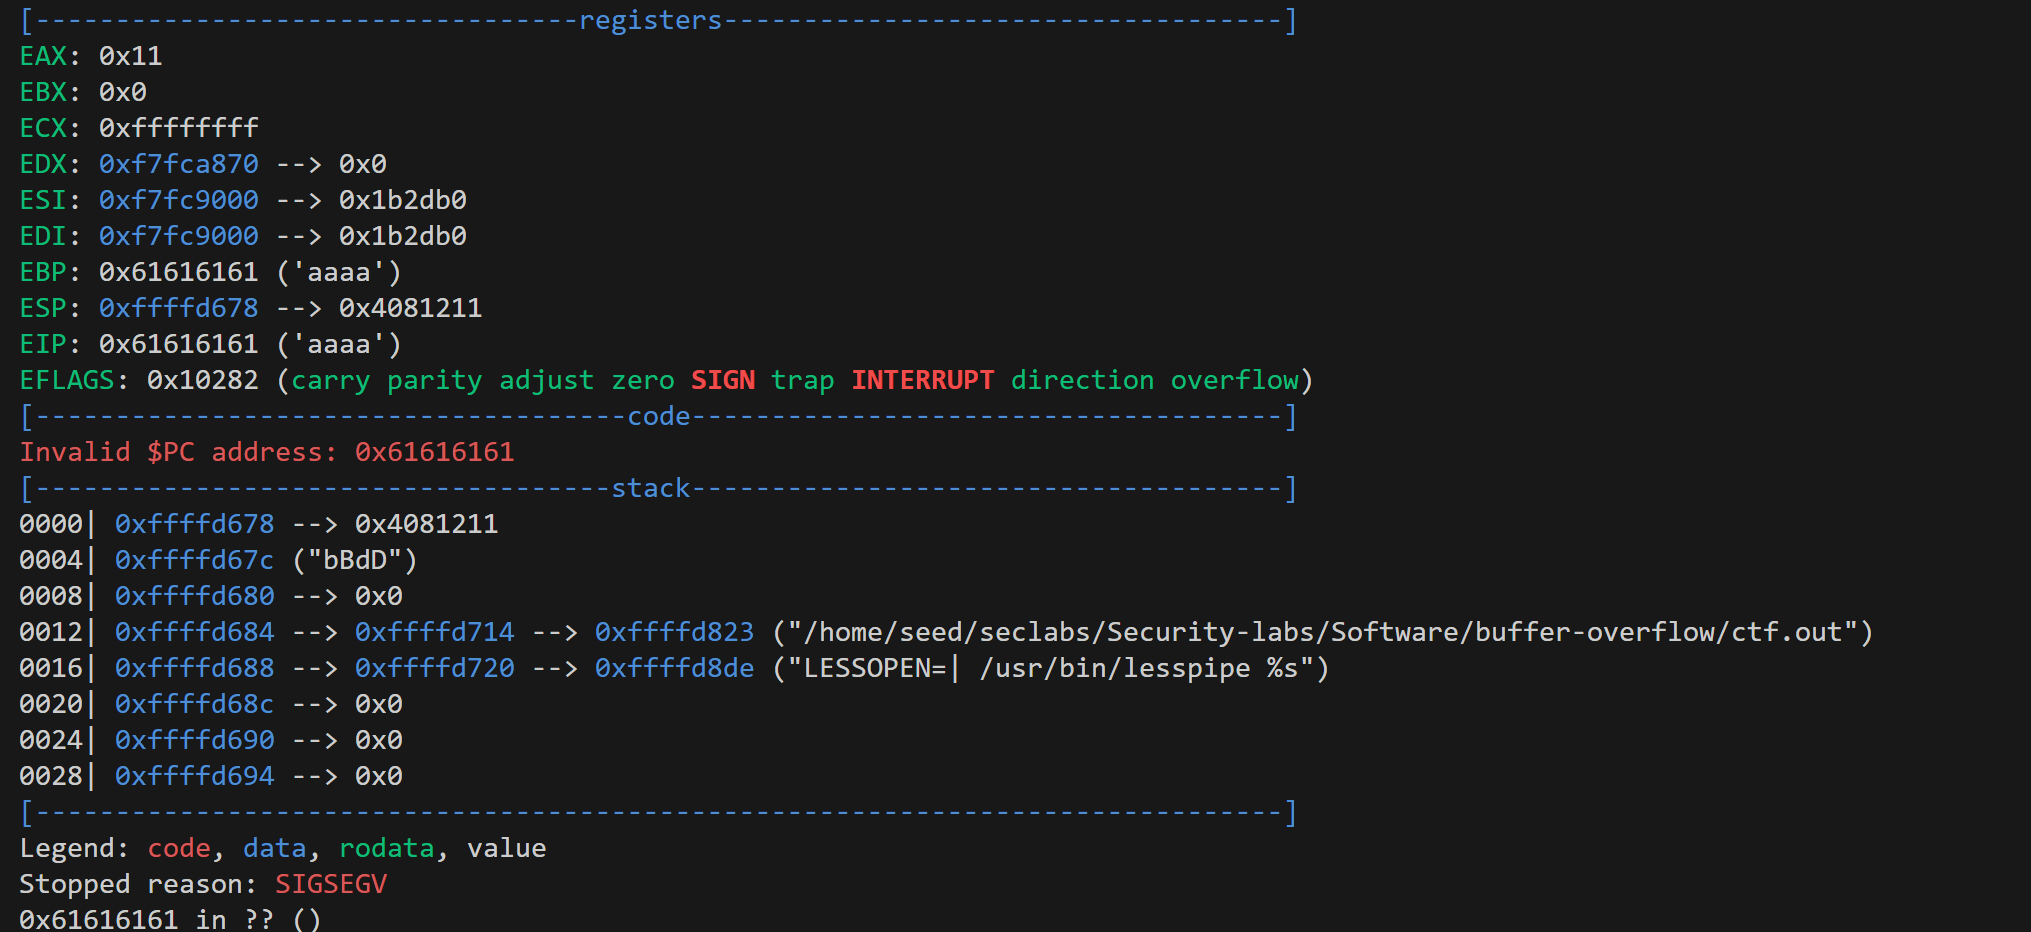 [----------------------------------registers-----------------------------------]
EAX: 0x11
EBX: 0x0
ECX: 0xffffffff
EDX: 0xf7fca870 --> 0x0
ESI: 0xf7fc9000 --> 0x1b2db0
EDI: 0xf7fc9000 --> 0x1b2db0
EBP: 0x61616161 ('aaaa')
ESP: 0xffffd678 --> 0x4081211
EIP: 0x61616161 ('aaaa')
EFLAGS: 0x10282 (carry parity adjust zero SIGN trap INTERRUPT direction overflow)
[-------------------------------------code-------------------------------------]
Invalid $PC address: 0x61616161
[------------------------------------stack-------------------------------------]
0000| 0xffffd678 --> 0x4081211
0004| 0xffffd67c ("bBdD")
0008| 0xffffd680 --> 0x0
0012| 0xffffd684 --> 0xffffd714 --> 0xffffd823 ("/home/seed/seclabs/Security-labs/Software/buffer-overflow/ctf.out")
0016| 0xffffd688 --> 0xffffd720 --> 0xffffd8de ("LESSOPEN=| /usr/bin/lesspipe %s")
0020| 0xffffd68c --> 0x0
0024| 0xffffd690 --> 0x0
0028| 0xffffd694 --> 0x0
[------------------------------------------------------------------------------]
Legend: code, data, rodata, value
Stopped reason: SIGSEGV
0x61616161 in ?? ()